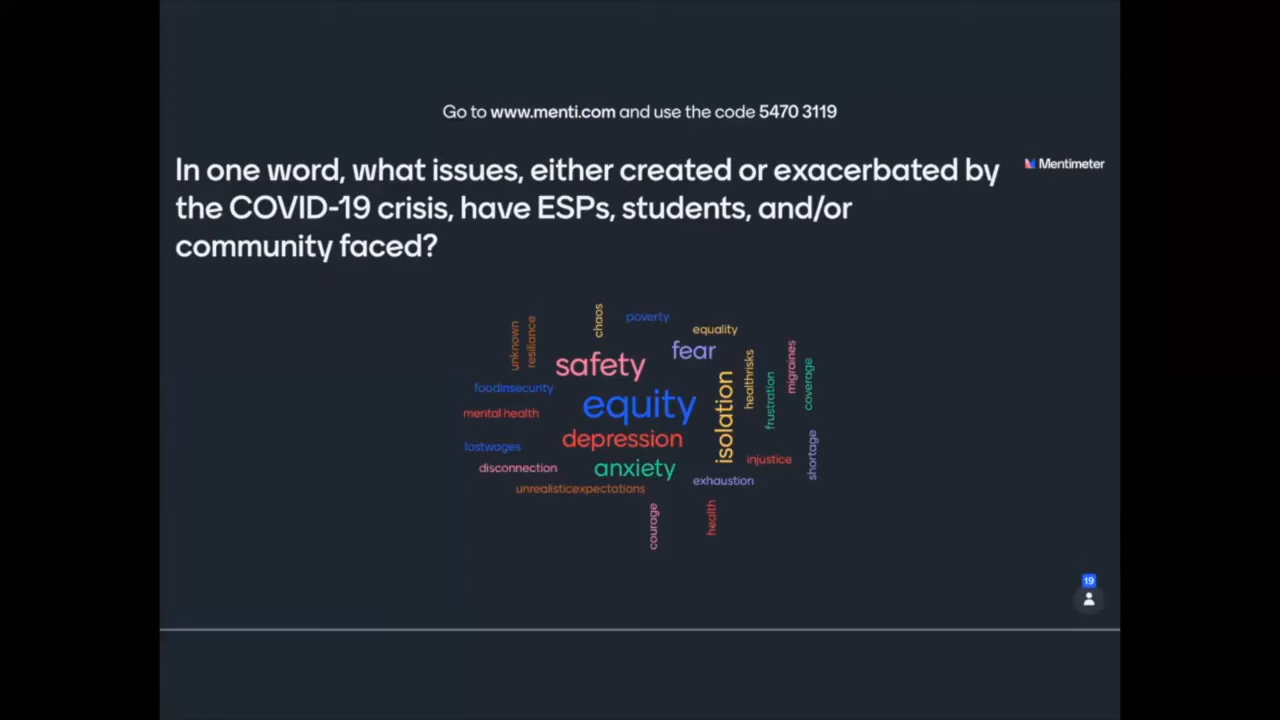 Go to www.menti.com and use the code 5470 3119
In one word, what issues, either created or exacerbated by
the COVID-19 crisis, have ESPs, students, and/or
community faced?
Mentimeter
chaos
poverty
unknown
resiliance
equality
safety
fear
healthrisks
migraines
coverage
frustration
foodinsecurity
equity
isolation
mental health
depression
lostwages
anxiety
injustice
shortage
disconnection
exhaustion
unrealisticexpectations
courage
health
19